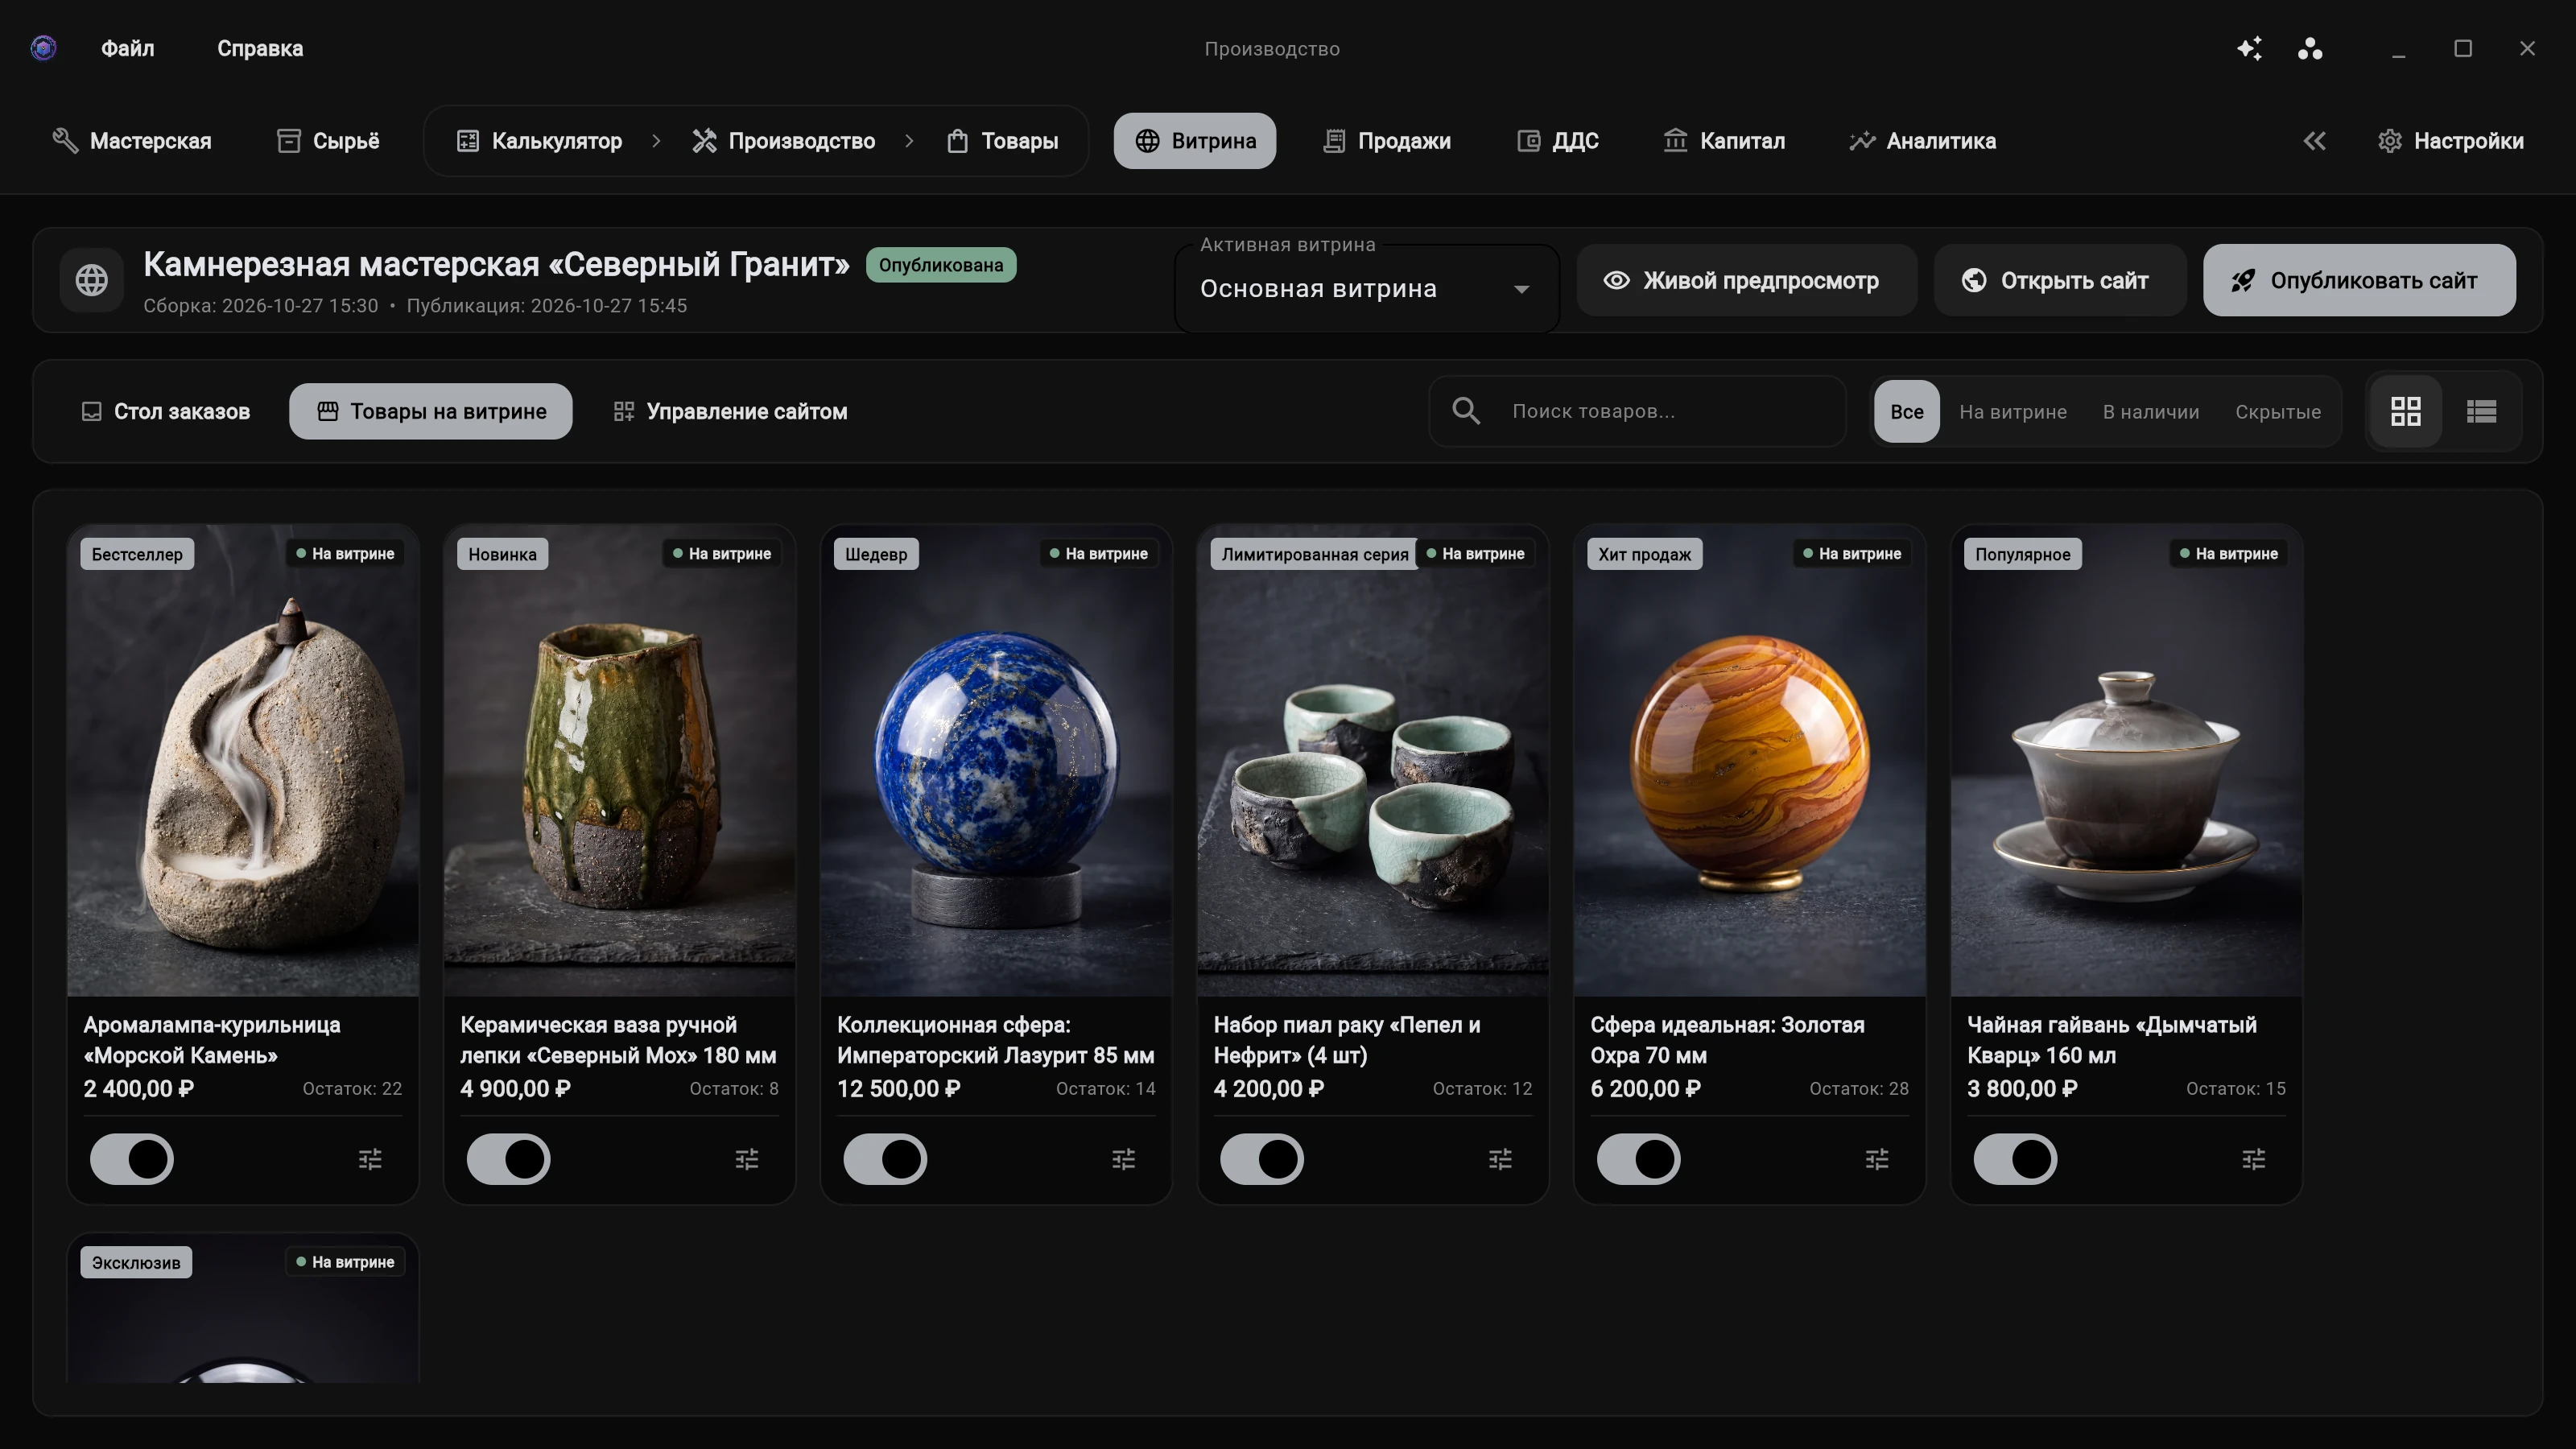 Файл
Справка
Производство
Мастерская
Сырьё
Калькулятор
Производство
Товары
Витрина
Продажи
ДДС
Капитал
Аналитика
Настройки
Камнерезная мастерская «Северный Гранит»
Опубликована
Сборка: 2026-10-27 15:30 • Публикация: 2026-10-27 15:45
Активная витрина
Основная витрина
Живой предпросмотр
Открыть сайт
Опубликовать сайт
Стол заказов
Товары на витрине
Управление сайтом
Поиск товаров...
Все
На витрине
В наличии
Скрытые
Бестселлер
На витрине
Аромалампа-курильница
«Морской Камень»
2 400,00 ₽
Остаток: 22
Новинка
На витрине
Керамическая ваза ручной
лепки «Северный Мох» 180 мм
4 900,00 ₽
Остаток: 8
Шедевр
На витрине
Коллекционная сфера:
Императорский Лазурит 85 мм
12 500,00 ₽
Остаток: 14
Лимитированная серия
На витрине
Набор пиал раку «Пепел и
Нефрит» (4 шт)
4 200,00 ₽
Остаток: 12
Хит продаж
На витрине
Сфера идеальная: Золотая
Охра 70 мм
6 200,00 ₽
Остаток: 28
Популярное
На витрине
Чайная гайвань «Дымчатый
Кварц» 160 мл
3 800,00 ₽
Остаток: 15
Эксклюзив
На витрине